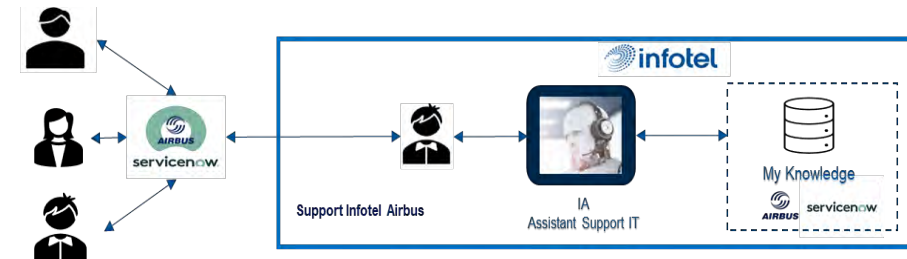 infotel
AIRBUS
servicenow
My Knowledge
AIRBUS
servicenow
Support Infotel Airbus
IA
Assistant Support IT